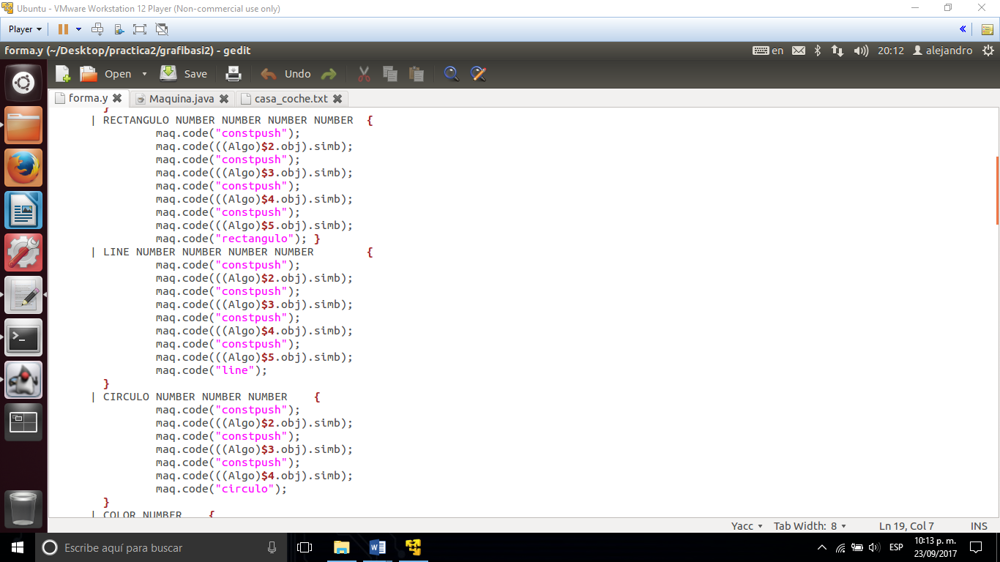 Ubuntu - VMware Workstation 12 Player (Non-commercial use only)
Player
forma.y (~/Desktop/practica2/grafibasi2) - gedit
en
20:12
alejandro
Open
Save
Undo
forma.y
Maquina.java
casa_coche.txt
}
| RECTANGULO NUMBER NUMBER NUMBER NUMBER {
maq.code("constpush");
maq.code(((Algo)$2.obj).simb);
maq.code("constpush");
maq.code(((Algo)$3.obj).simb);
maq.code("constpush");
maq.code(((Algo)$4.obj).simb);
maq.code("constpush");
maq.code(((Algo)$5.obj).simb);
maq.code("rectangulo"); }
| LINE NUMBER NUMBER NUMBER NUMBER {
maq.code("constpush");
maq.code(((Algo)$2.obj).simb);
maq.code("constpush");
maq.code(((Algo)$3.obj).simb);
maq.code("constpush");
maq.code(((Algo)$4.obj).simb);
maq.code("constpush");
maq.code(((Algo)$5.obj).simb);
maq.code("line");
}
| CIRCULO NUMBER NUMBER NUMBER {
maq.code("constpush");
maq.code(((Algo)$2.obj).simb);
maq.code("constpush");
maq.code(((Algo)$3.obj).simb);
maq.code("constpush");
maq.code(((Algo)$4.obj).simb);
maq.code("circulo");
}
| COLOR NUMBER {
Yacc
Tab Width: 8
Ln 19, Col 7
INS
Escribe aquí para buscar
ESP
10:13 p. m.
23/09/2017